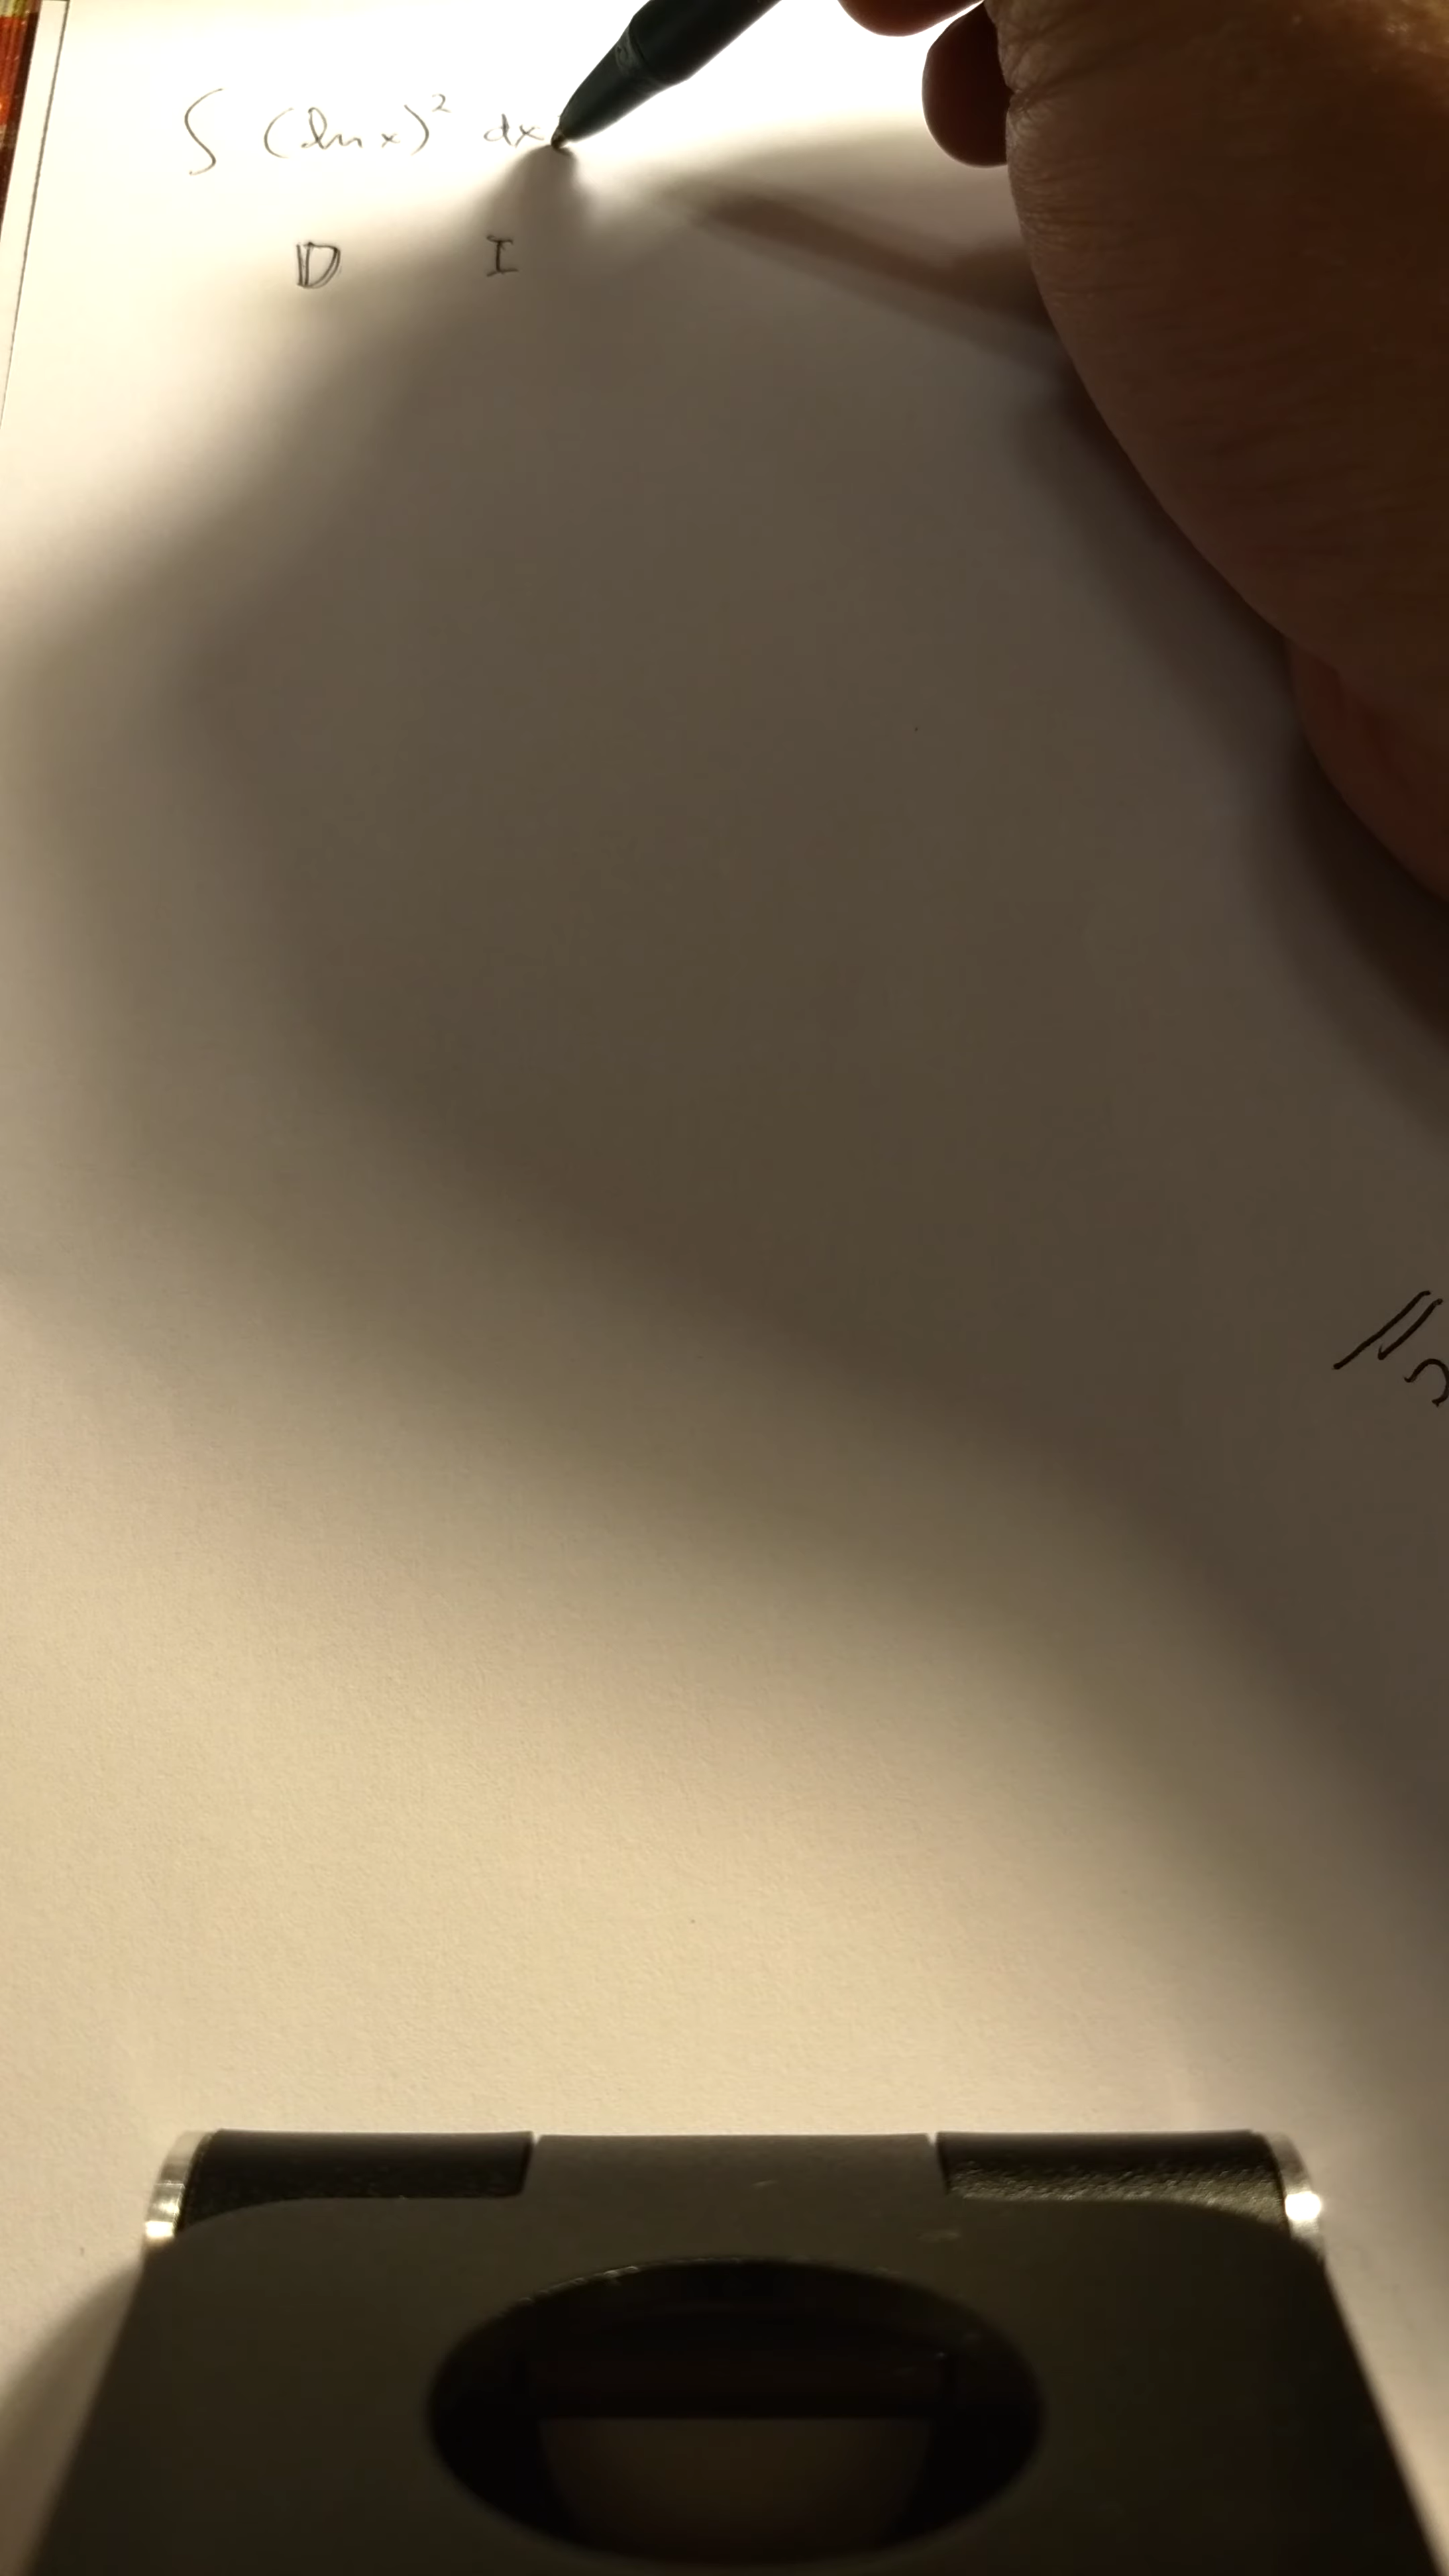 ∫ (ln x)² dx
D I